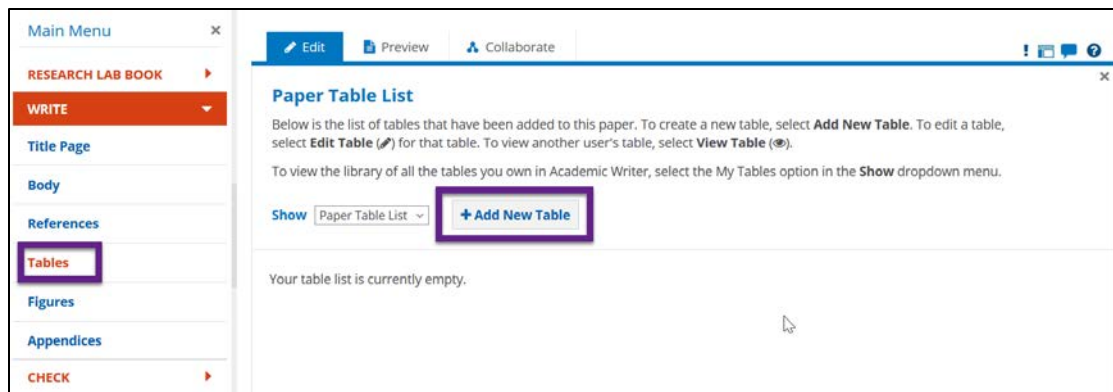 Main Menu ×
RESEARCH LAB BOOK
WRITE
Title Page
Body
References
Tables
Figures
Appendices
CHECK
Edit Preview Collaborate
! ?
×
Paper Table List
Below is the list of tables that have been added to this paper. To create a new table, select Add New Table. To edit a table,
select Edit Table () for that table. To view another user's table, select View Table ().
To view the library of all the tables you own in Academic Writer, select the My Tables option in the Show dropdown menu.
Show Paper Table List + Add New Table
Your table list is currently empty.